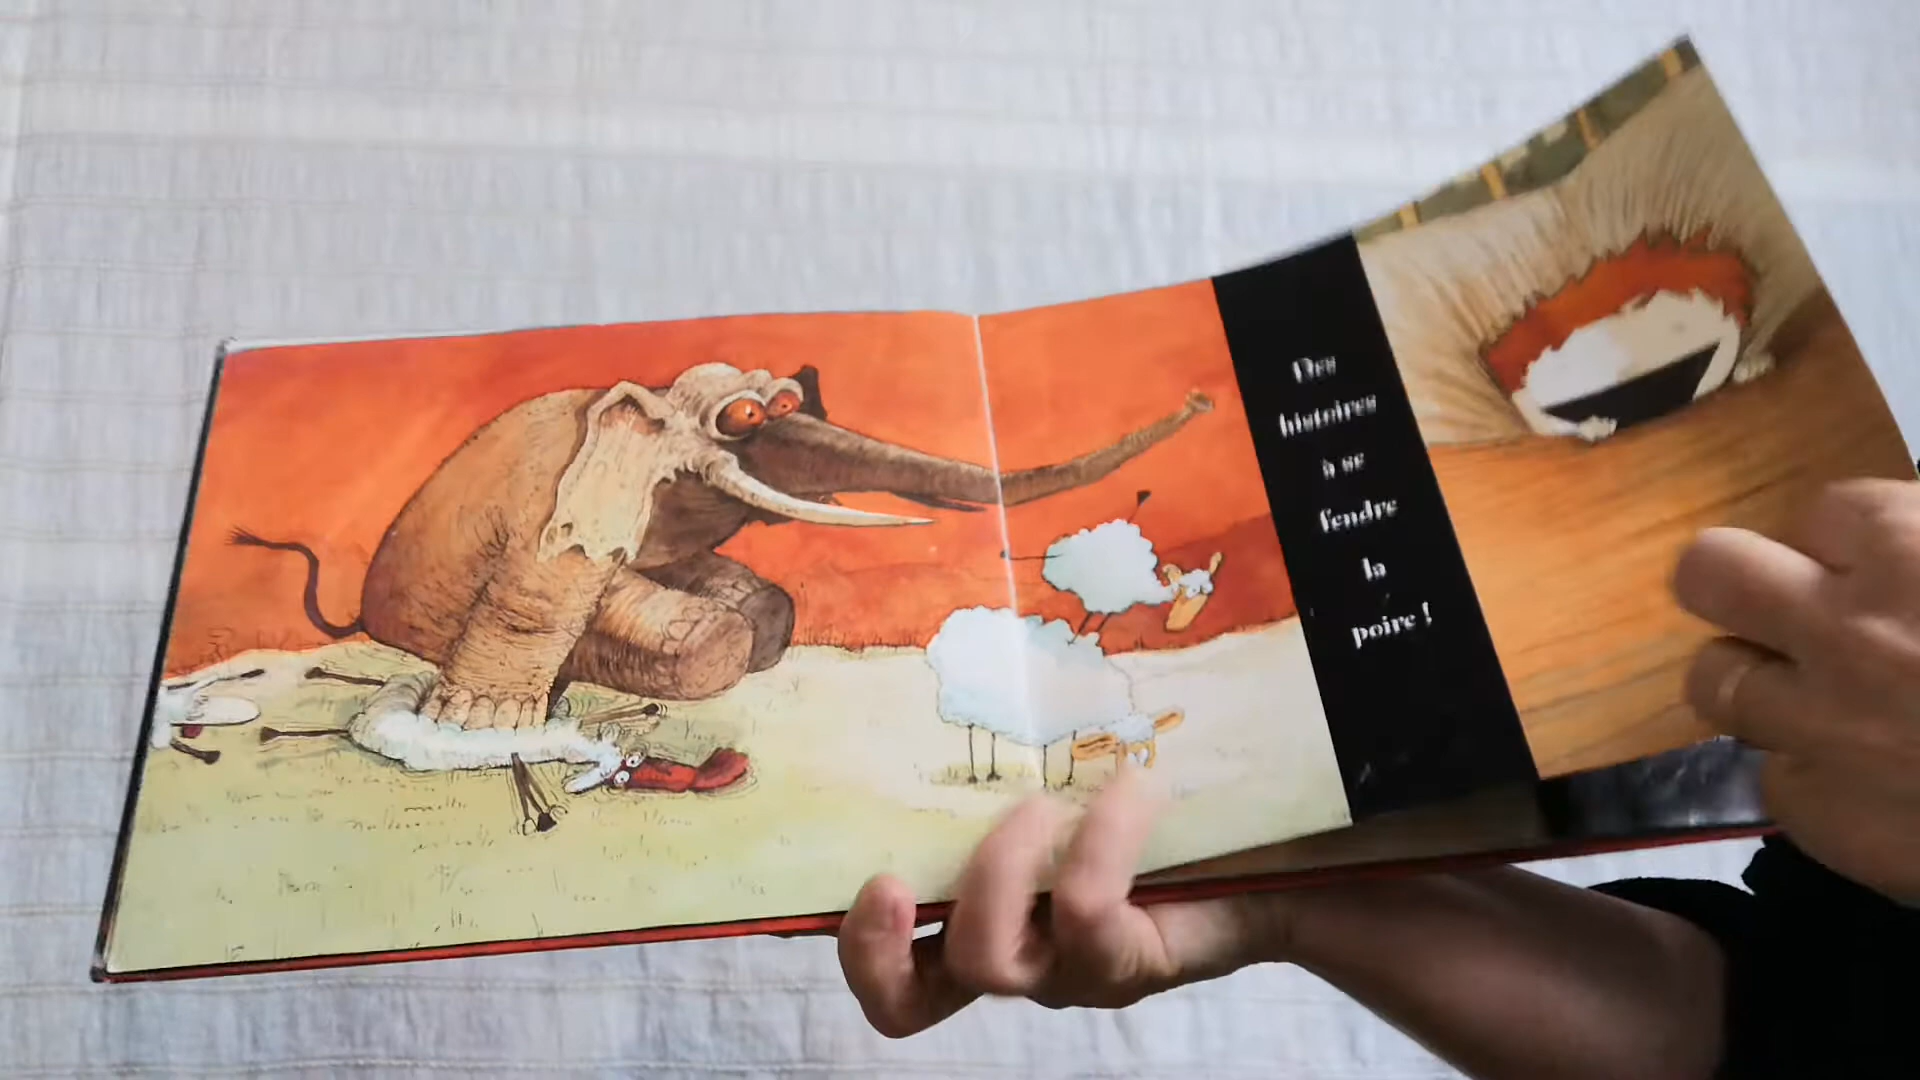 Des
histoires
à se
fendre
la
poire !